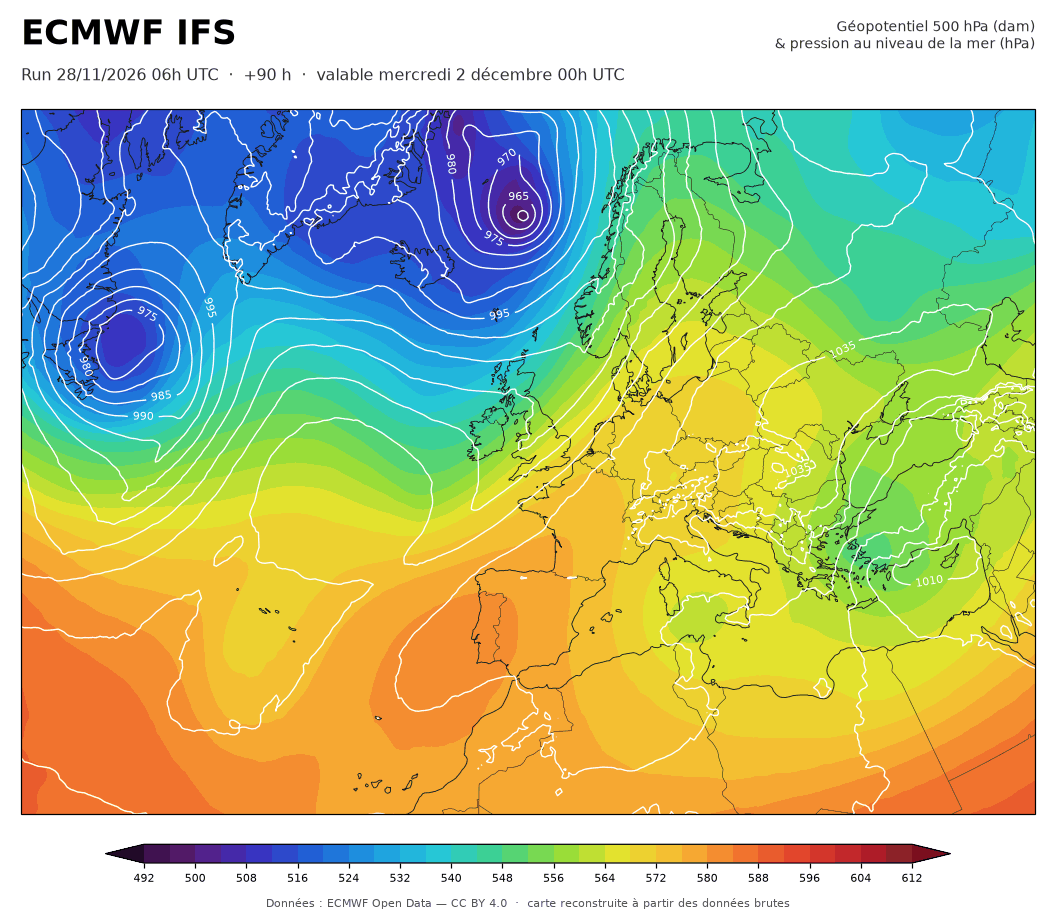 ECMWF IFS
Géopotentiel 500 hPa (dam)
& pression au niveau de la mer (hPa)
Run 28/11/2026 06h UTC · +90 h · valable mercredi 2 décembre 00h UTC
970
980
965
975
995
975
995
1035
980
985
990
1035
1010
492 500 508 516 524 532 540 548 556 564 572 580 588 596 604 612
Données : ECMWF Open Data — CC BY 4.0 · carte reconstruite à partir des données brutes